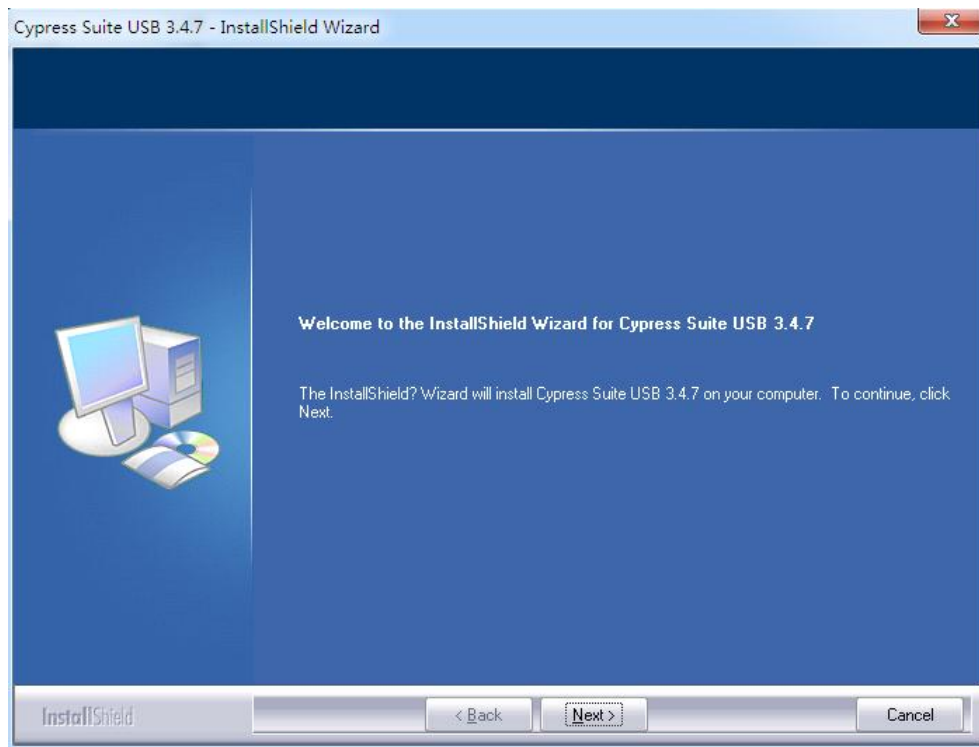 Cypress Suite USB 3.4.7 - InstallShield Wizard
x
Welcome to the InstallShield Wizard for Cypress Suite USB 3.4.7
The InstallShield? Wizard will install Cypress Suite USB 3.4.7 on your computer. To continue, click
Next.
InstallShield
< Back
Next >
Cancel